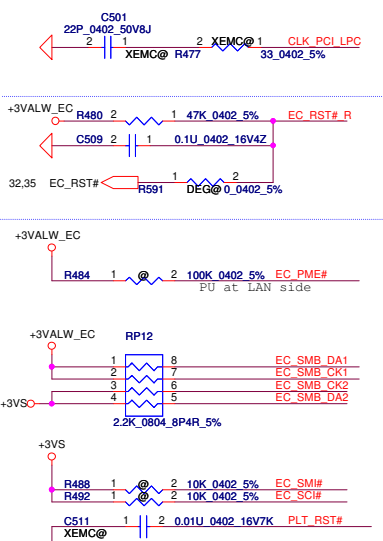 C501
22P_0402_50V8J
2 1 2 XEMC@ 1 CLK_PCI_LPC
XEMC@ R477 33_0402_5%
+3VALW_EC
R480 2 1 47K_0402_5% EC_RST#_R
C509 2 1 0.1U_0402_16V4Z
32,35 EC_RST# 1 2
R591 DEG@ 0_0402_5%
+3VALW_EC
R484 1 @ 2 100K_0402_5% EC_PME#
PU at LAN side
+3VALW_EC RP12
1 8 EC_SMB_DA1
2 7 EC_SMB_CK1
3 6 EC_SMB_CK2
+3VS 4 5 EC_SMB_DA2
2.2K_0804_8P4R_5%
+3VS
R488 1 @ 2 10K_0402_5% EC_SMI#
R492 1 @ 2 10K_0402_5% EC_SCI#
C511 1 2 0.01U_0402_16V7K PLT_RST#
XEMC@